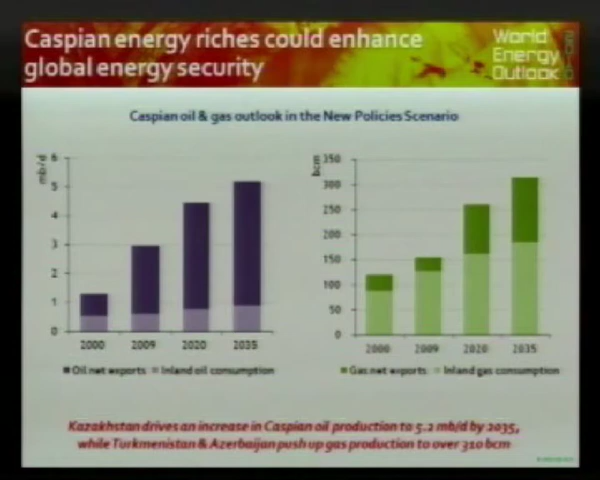 Caspian energy riches could enhance
global energy security
World
Energy
Outlook
2010
Caspian oil & gas outlook in the New Policies Scenario
mb/d
6
5
4
3
2
1
0
2000 2009 2020 2035
Oil net exports Inland oil consumption
bcm
350
300
250
200
150
100
50
0
2000 2009 2020 2035
Gas net exports Inland gas consumption
Kazakhstan drives an increase in Caspian oil production to 5.2 mb/d by 2035,
while Turkmenistan & Azerbaijan push up gas production to over 310 bcm